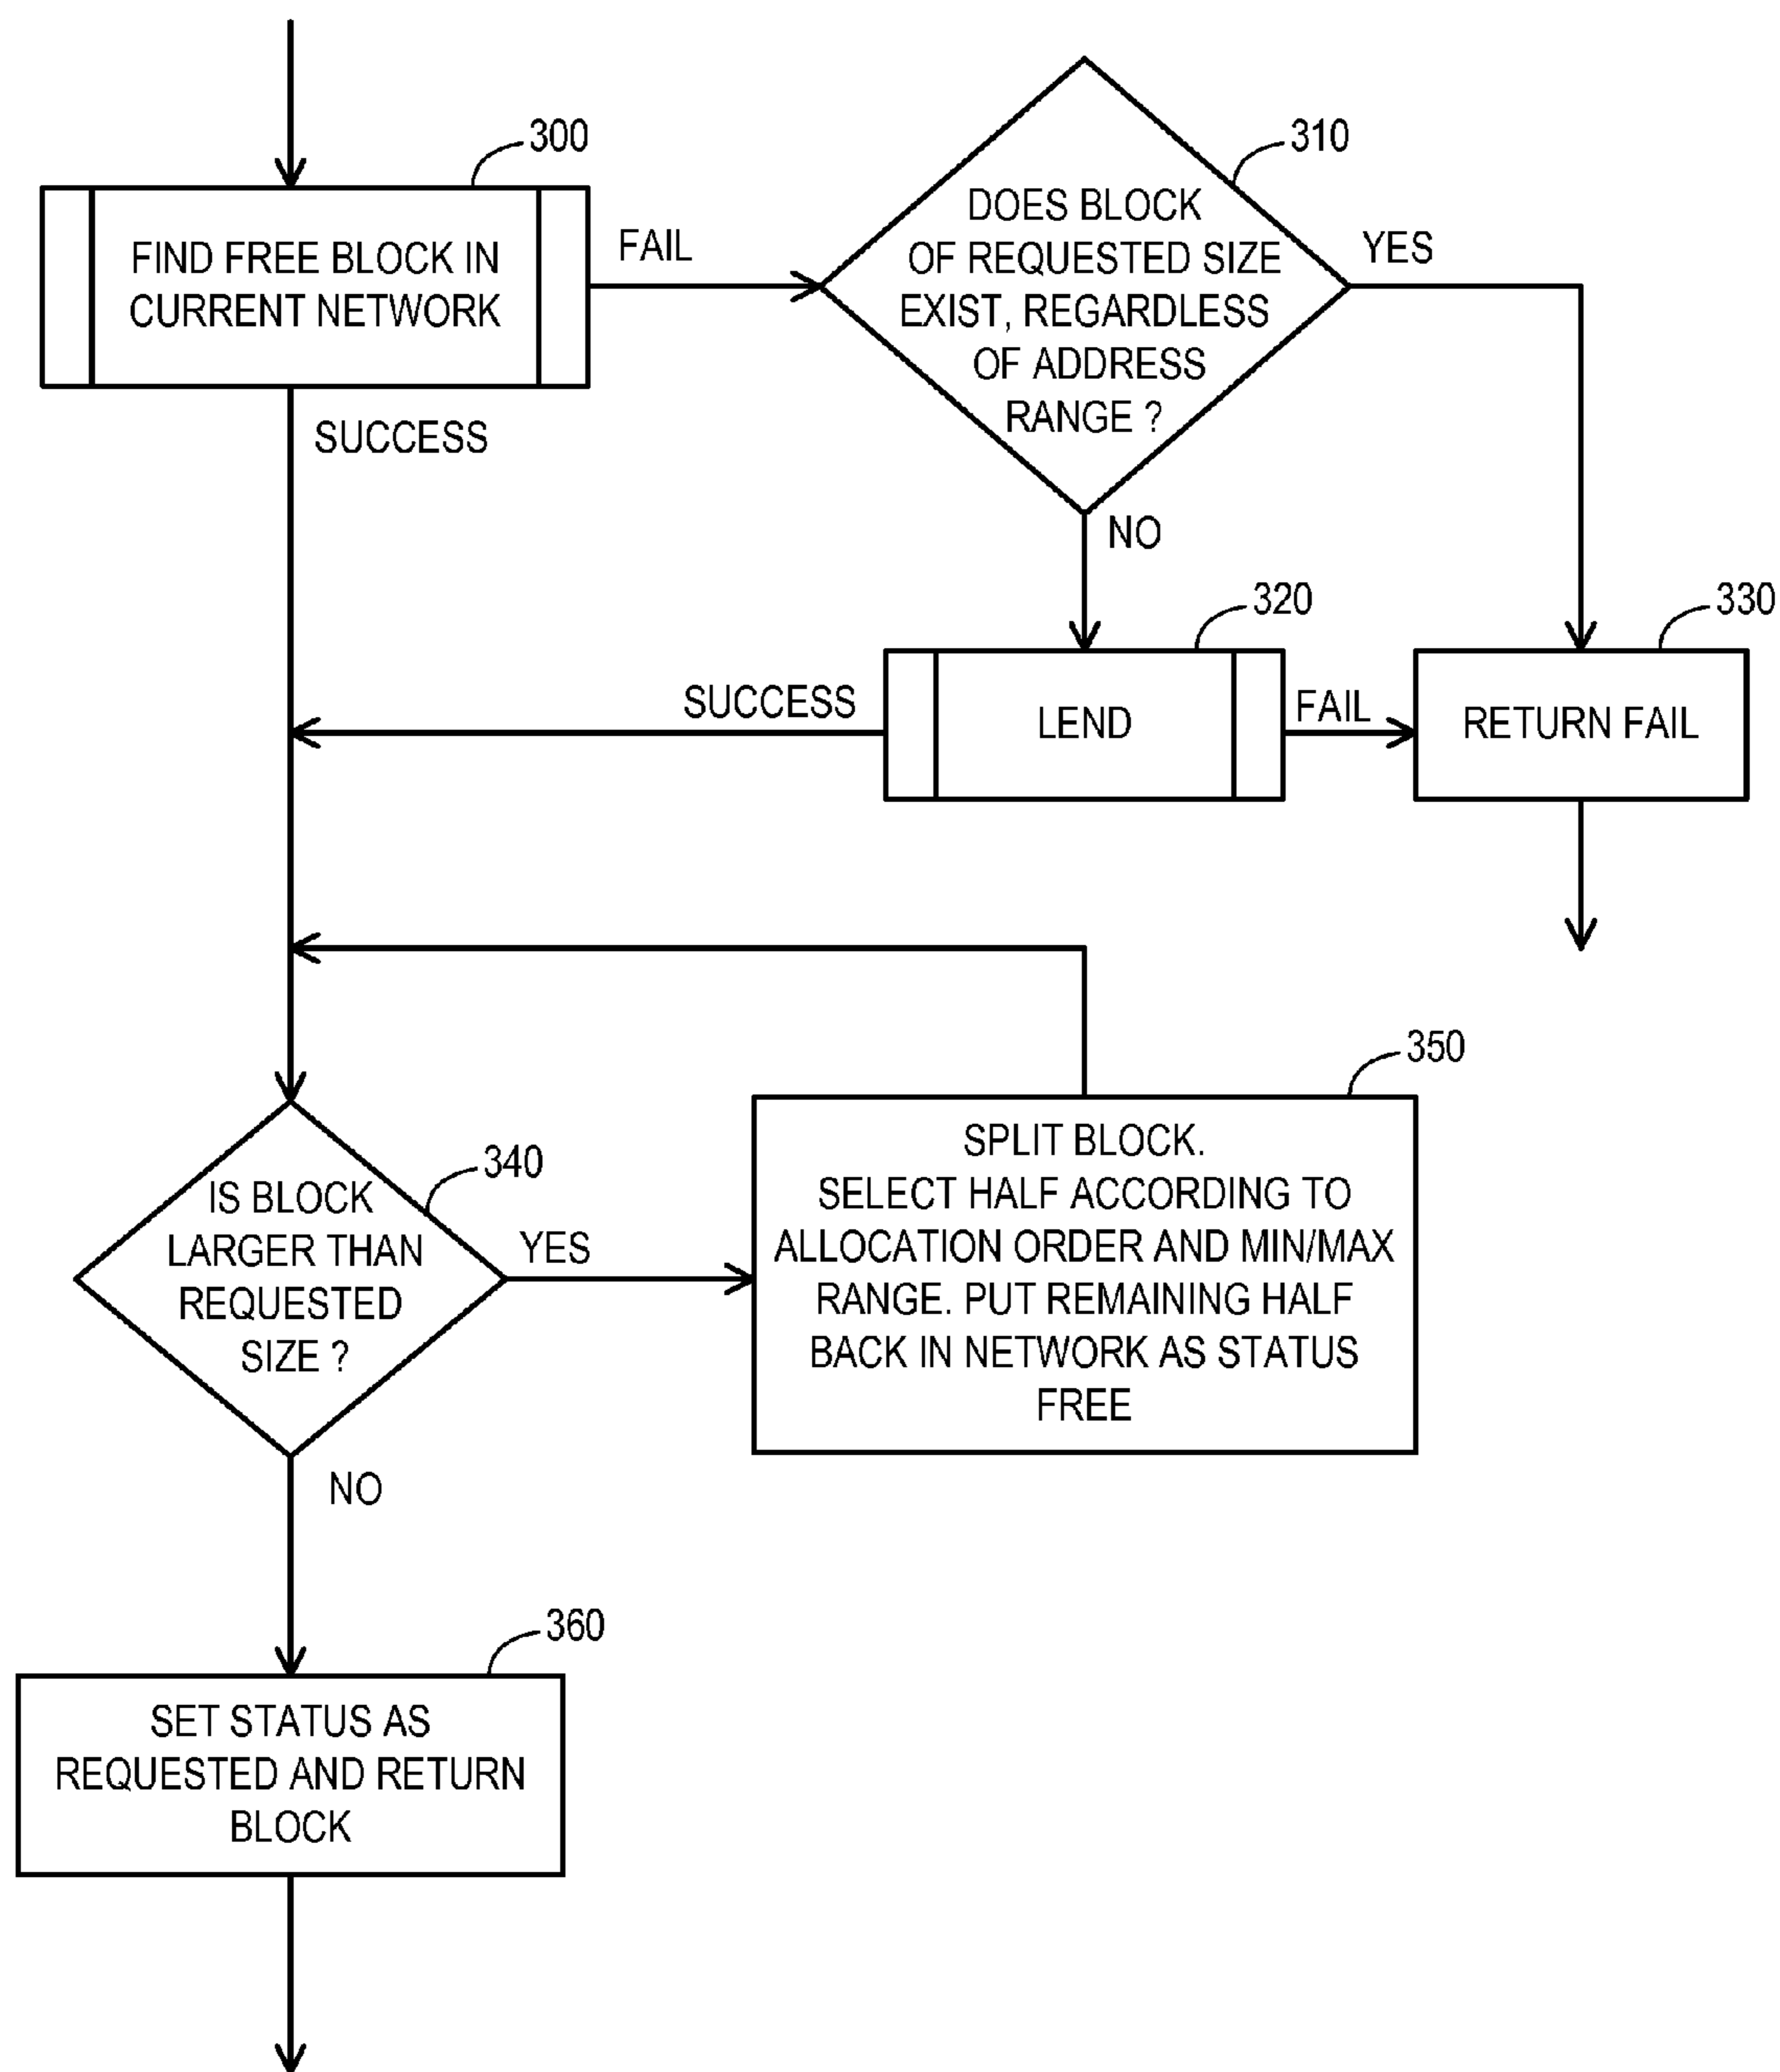 300
FIND FREE BLOCK IN
CURRENT NETWORK
FAIL
SUCCESS
310
DOES BLOCK
OF REQUESTED SIZE
EXIST, REGARDLESS
OF ADDRESS
RANGE ?
YES
NO
320
LEND
SUCCESS
FAIL
330
RETURN FAIL
340
IS BLOCK
LARGER THAN
REQUESTED
SIZE ?
YES
NO
350
SPLIT BLOCK.
SELECT HALF ACCORDING TO
ALLOCATION ORDER AND MIN/MAX
RANGE. PUT REMAINING HALF
BACK IN NETWORK AS STATUS
FREE
360
SET STATUS AS
REQUESTED AND RETURN
BLOCK